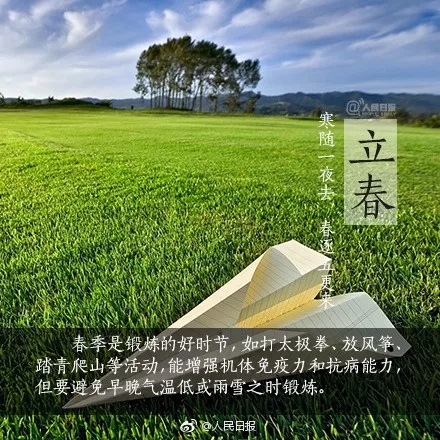 @人民日报
立春
寒随一夜去，春逐五更来
春季是锻炼的好时节，如打太极拳、放风筝、
踏青爬山等活动，能增强机体免疫力和抗病能力，
但要避免早晚气温低或雨雪之时锻炼。
@人民日报